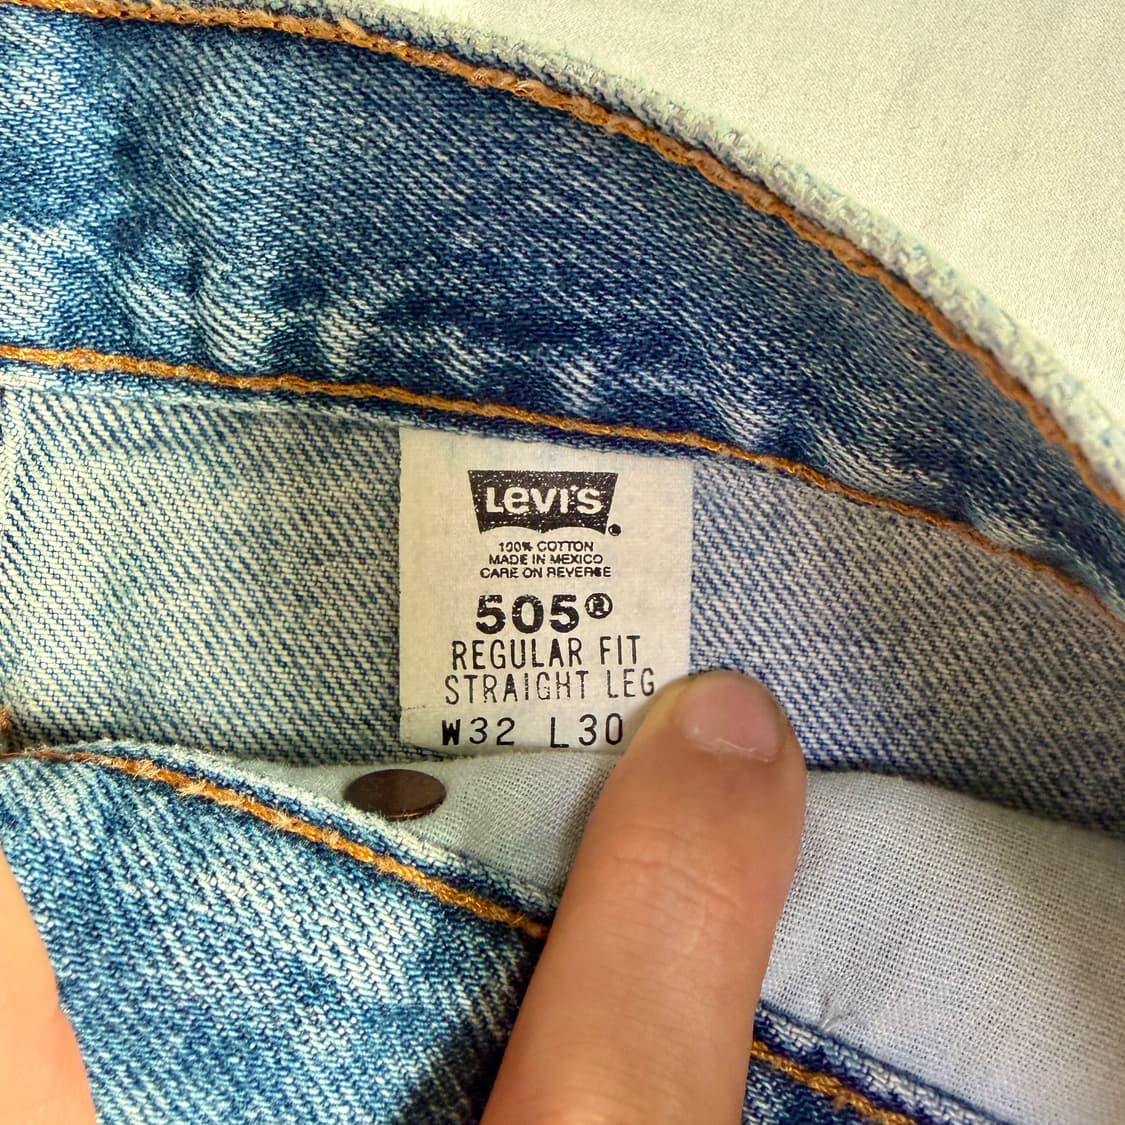 Levi's®
100% COTTON
MADE IN MEXICO
CARE ON REVERSE
505®
REGULAR FIT
STRAIGHT LEG
W32 L30